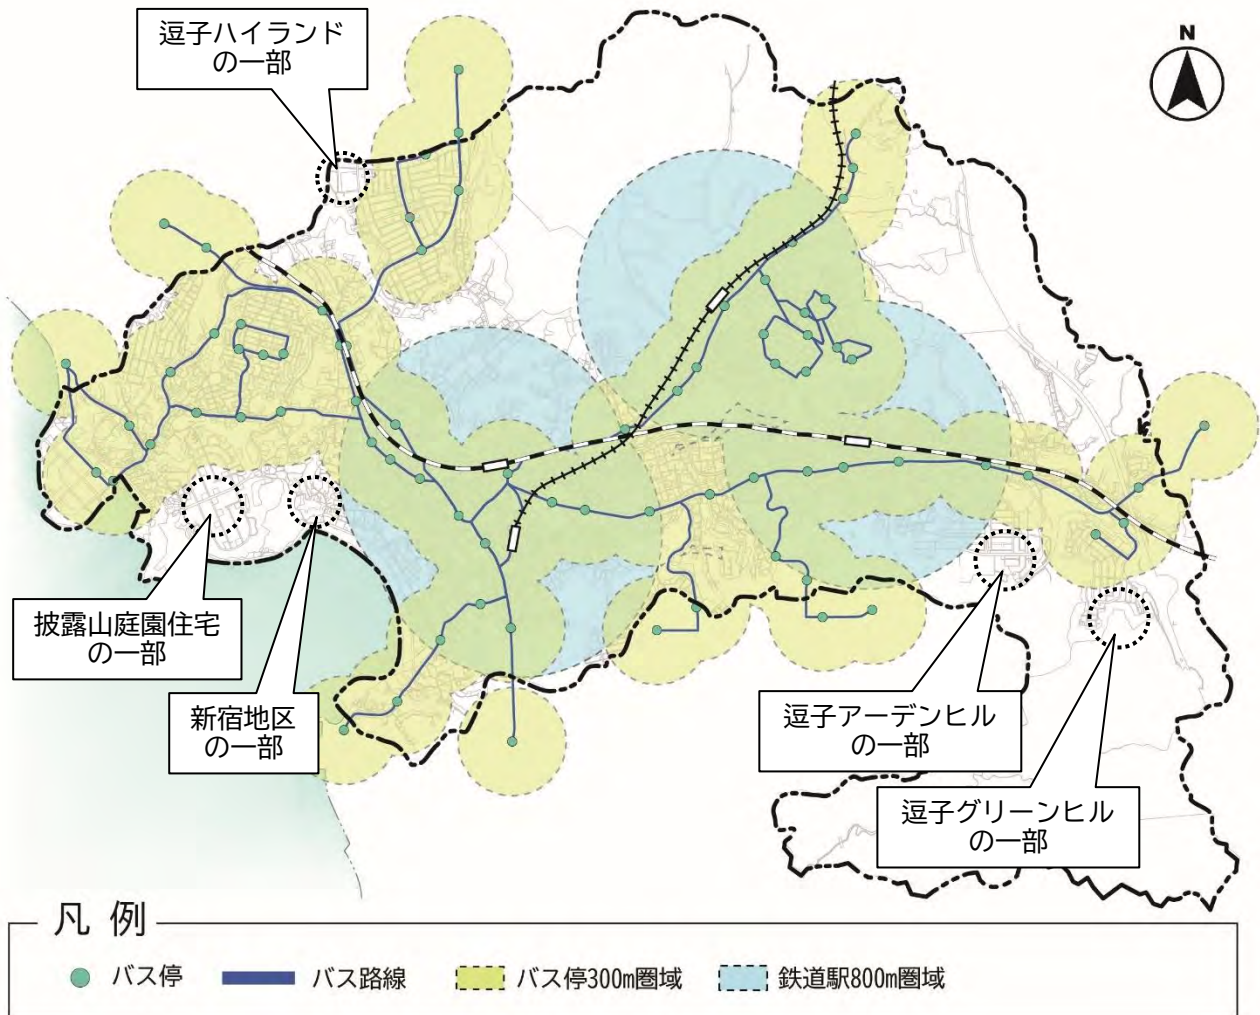 逗子ハイランド
の一部
N
披露山庭園住宅
の一部
新宿地区
の一部
逗子アーデンヒル
の一部
逗子グリーンヒル
の一部
凡 例
バス停 バス路線 バス停300m圏域 鉄道駅800m圏域